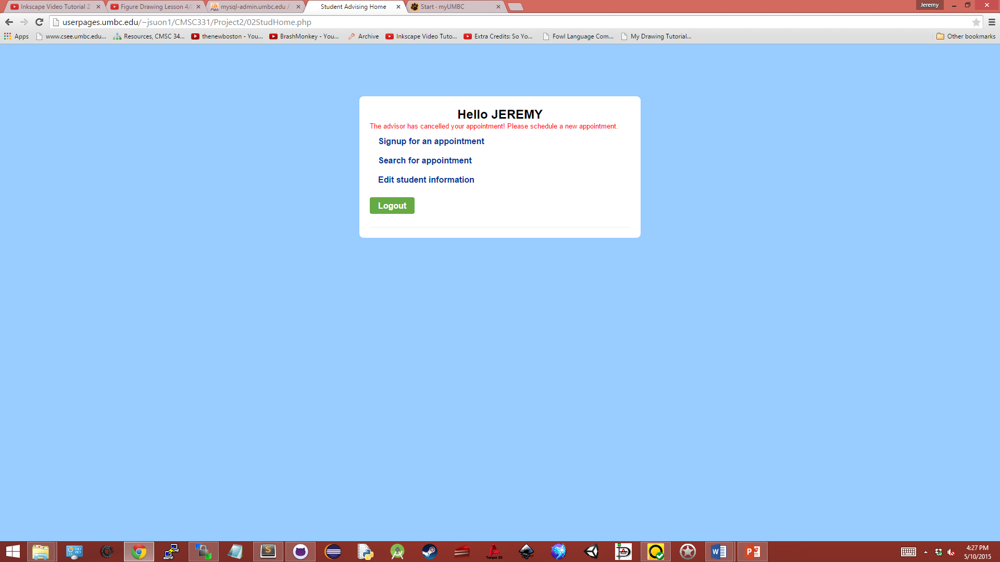 Inkscape Video Tutorial 2
Figure Drawing Lesson 4/
mysql-admin.umbc.edu /
Student Advising Home
Start · myUMBC
Jeremy
userpages.umbc.edu/~jsuon1/CMSC331/Project2/02StudHome.php
Apps
www.csee.umbc.edu...
Resources, CMSC 34...
thenewboston - You...
BrashMonkey - You...
Archive
Inkscape Video Tuto...
Extra Credits: So Yo...
Fowl Language Com...
My Drawing Tutorial...
Other bookmarks
Hello JEREMY
The advisor has cancelled your appointment! Please schedule a new appointment.
Signup for an appointment
Search for appointment
Edit student information
Logout
4:27 PM
5/10/2015